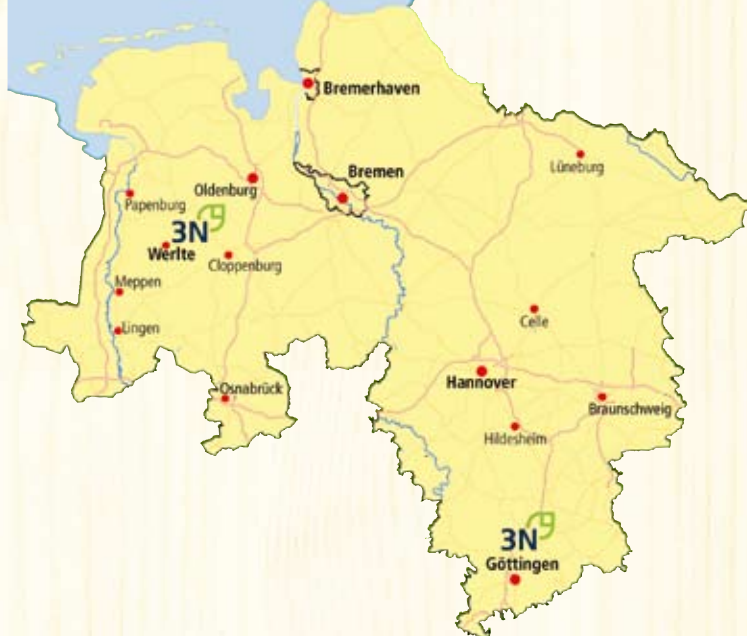 Bremerhaven
Bremen
Lüneburg
Oldenburg
Papenburg
3N
Werlte
Cloppenburg
Meppen
Celle
Lingen
Hannover
Osnabrück
Braunschweig
Hildesheim
3N
Göttingen